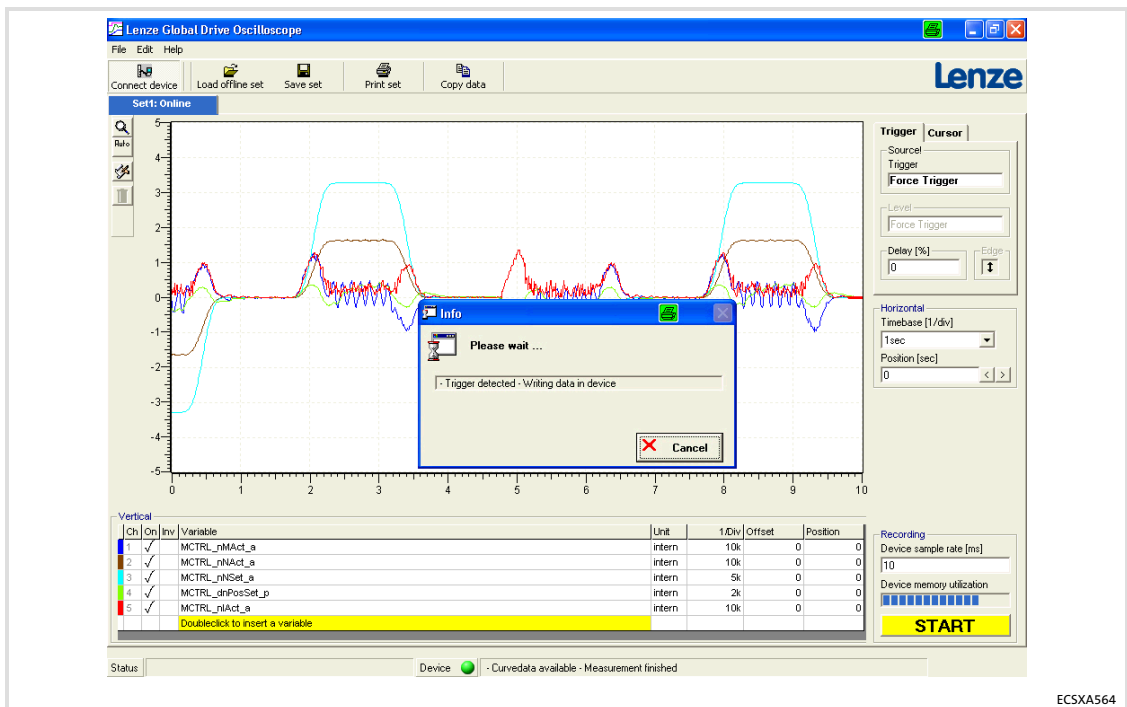 Lenze Global Drive Oscilloscope
File Edit Help
Connect device Load offline set Save set Print set Copy data
Lenze
Set1: Online
Auto
5
4
3
2
1
0
-1
-2
-3
-4
-5
0 1 2 3 4 5 6 7 8 9 10
Trigger Cursor
Source!
Trigger
Force Trigger
Level
Force Trigger
Delay [%] Edge
0
Horizontal
Timebase [1/div]
1sec
Position [sec]
0 < >
Info
Please wait ...
- Trigger detected - Writing data in device
Cancel
Vertical
Ch On Inv Variable Unit 1/Div Offset Position
1 √ MCTRL_nMAct_a intern 10k 0 0
2 √ MCTRL_nNAct_a intern 10k 0 0
3 √ MCTRL_nNSet_a intern 5k 0 0
4 √ MCTRL_dnPosSet_p intern 2k 0 0
5 √ MCTRL_nIAct_a intern 10k 0 0
Doubleclick to insert a variable
Recording
Device sample rate [ms]
10
Device memory utilization
START
Status Device - Curvedata available - Measurement finished
ECSXA564